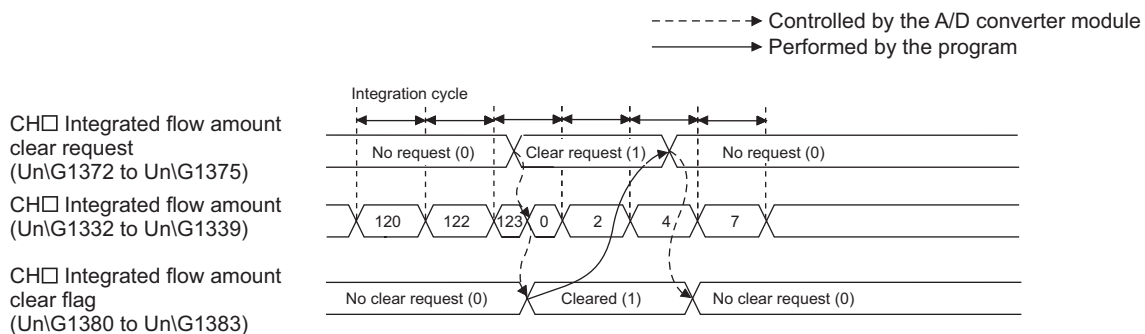 Controlled by the A/D converter module
Performed by the program
Integration cycle
CH□ Integrated flow amount
clear request
(Un\G1372 to Un\G1375)
No request (0)
Clear request (1)
No request (0)
CH□ Integrated flow amount
(Un\G1332 to Un\G1339)
120
122
123
0
2
4
7
CH□ Integrated flow amount
clear flag
(Un\G1380 to Un\G1383)
No clear request (0)
Cleared (1)
No clear request (0)